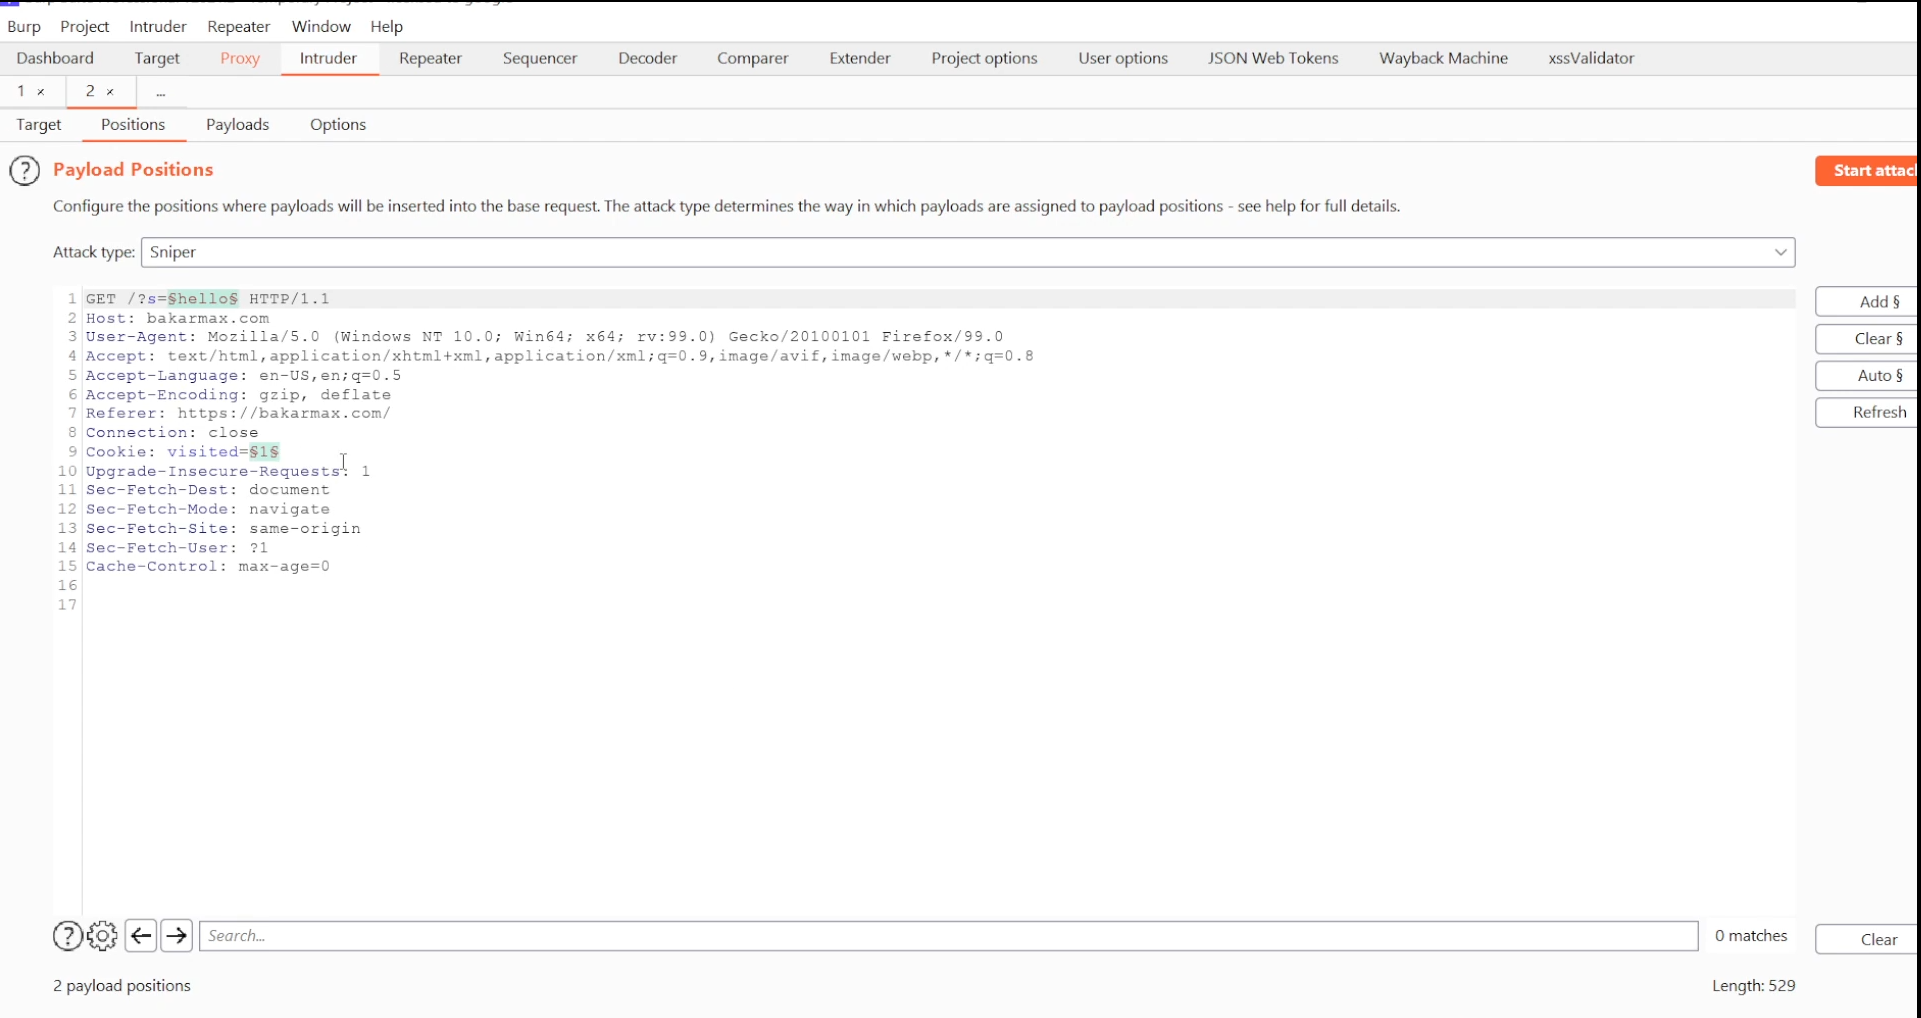 Burp Project Intruder Repeater Window Help
Dashboard Target Proxy Intruder Repeater Sequencer Decoder Comparer Extender Project options User options JSON Web Tokens Wayback Machine xssValidator
1 × 2 × ...
Target Positions Payloads Options
? Payload Positions Start attac
Configure the positions where payloads will be inserted into the base request. The attack type determines the way in which payloads are assigned to payload positions - see help for full details.
Attack type: Sniper
1 GET /?s=§hello§ HTTP/1.1 Add §
2 Host: bakarmax.com
3 User-Agent: Mozilla/5.0 (Windows NT 10.0; Win64; x64; rv:99.0) Gecko/20100101 Firefox/99.0 Clear §
4 Accept: text/html,application/xhtml+xml,application/xml;q=0.9,image/avif,image/webp,*/*;q=0.8
5 Accept-Language: en-US,en;q=0.5 Auto §
6 Accept-Encoding: gzip, deflate
7 Referer: https://bakarmax.com/ Refresh
8 Connection: close
9 Cookie: visited=§1§
10 Upgrade-Insecure-Requests: 1
11 Sec-Fetch-Dest: document
12 Sec-Fetch-Mode: navigate
13 Sec-Fetch-Site: same-origin
14 Sec-Fetch-User: ?1
15 Cache-Control: max-age=0
16
17
? Search... 0 matches Clear
2 payload positions Length: 529